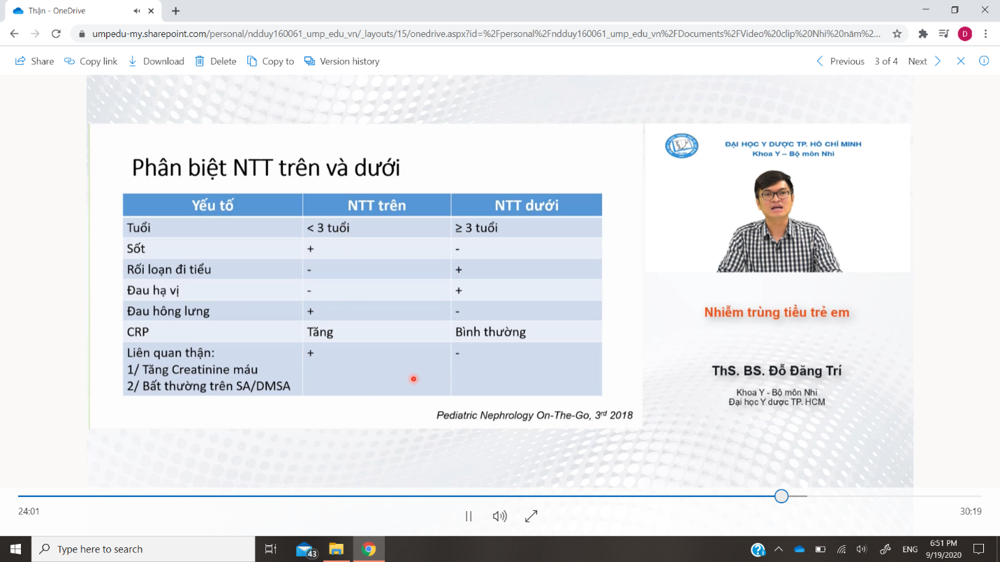 Thận - OneDrive
umpedu-my.sharepoint.com/personal/ndduy160061_ump_edu_vn/_layouts/15/onedrive.aspx?id=%2Fpersonal%2Fndduy160061_ump_edu_vn%2FDocuments%2FVideo%20clip%20Nhi%20năm%2...
D
Share Copy link Download Delete Copy to Version history Previous 3 of 4 Next
Phân biệt NTT trên và dưới
Yếu tố NTT trên NTT dưới
Tuổi < 3 tuổi ≥ 3 tuổi
Sốt + -
Rối loạn đi tiểu - +
Đau hạ vị - +
Đau hông lưng + -
CRP Tăng Bình thường
Liên quan thận: + -
1/ Tăng Creatinine máu
2/ Bất thường trên SA/DMSA
Pediatric Nephrology On-The-Go, 3rd 2018
ĐẠI HỌC Y DƯỢC TP. HỒ CHÍ MINH
Khoa Y – Bộ môn Nhi
Nhiễm trùng tiểu trẻ em
ThS. BS. Đỗ Đăng Trí
Khoa Y - Bộ môn Nhi
Đại học Y dược TP. HCM
24:01 30:19
Type here to search
43
ENG
6:51 PM
9/19/2020